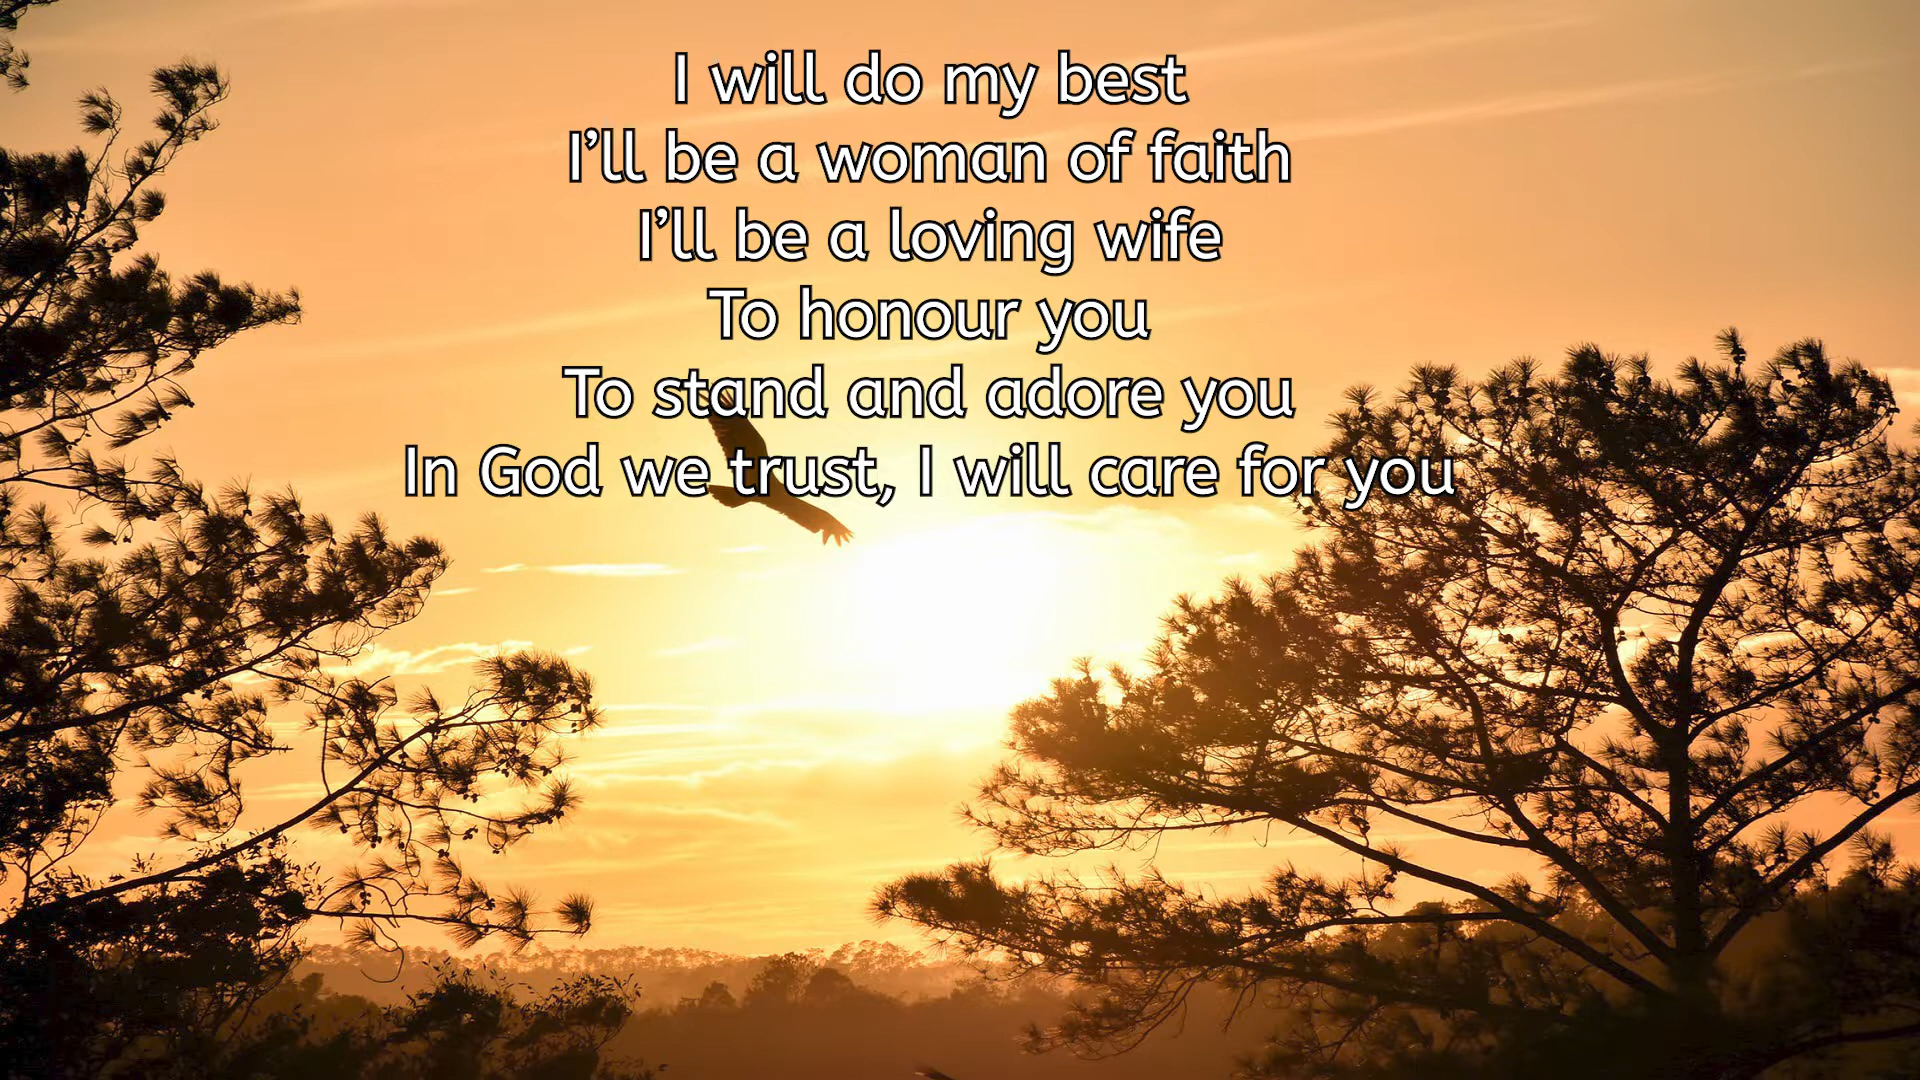 I will do my best
I’ll be a woman of faith
I’ll be a loving wife
To honour you
To stand and adore you
In God we trust, I will care for you